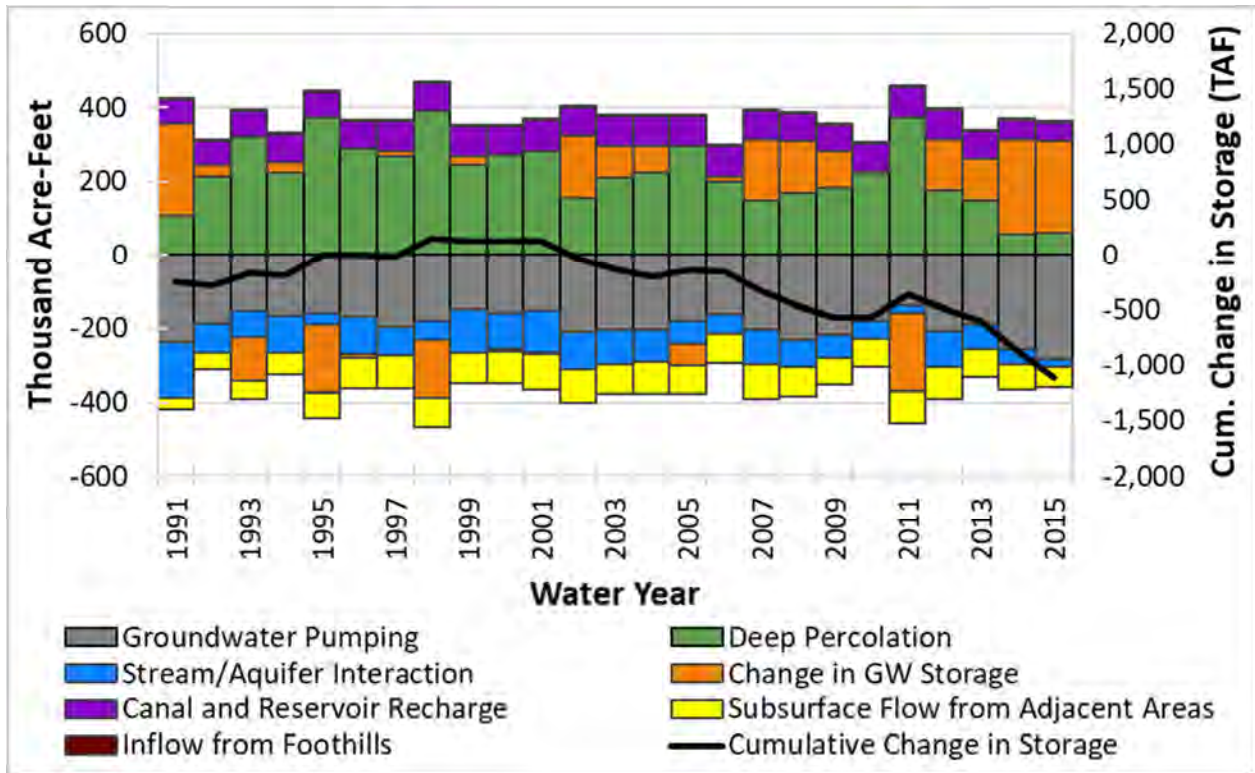 Thousand Acre-Feet
600
400
200
0
-200
-400
-600
2,000
1,500
1,000
500
0
-500
-1,000
-1,500
-2,000
Cum. Change in Storage (TAF)
1991
1993
1995
1997
1999
2001
2003
2005
2007
2009
2011
2013
2015
Water Year
Groundwater Pumping
Deep Percolation
Stream/Aquifer Interaction
Change in GW Storage
Canal and Reservoir Recharge
Subsurface Flow from Adjacent Areas
Inflow from Foothills
Cumulative Change in Storage